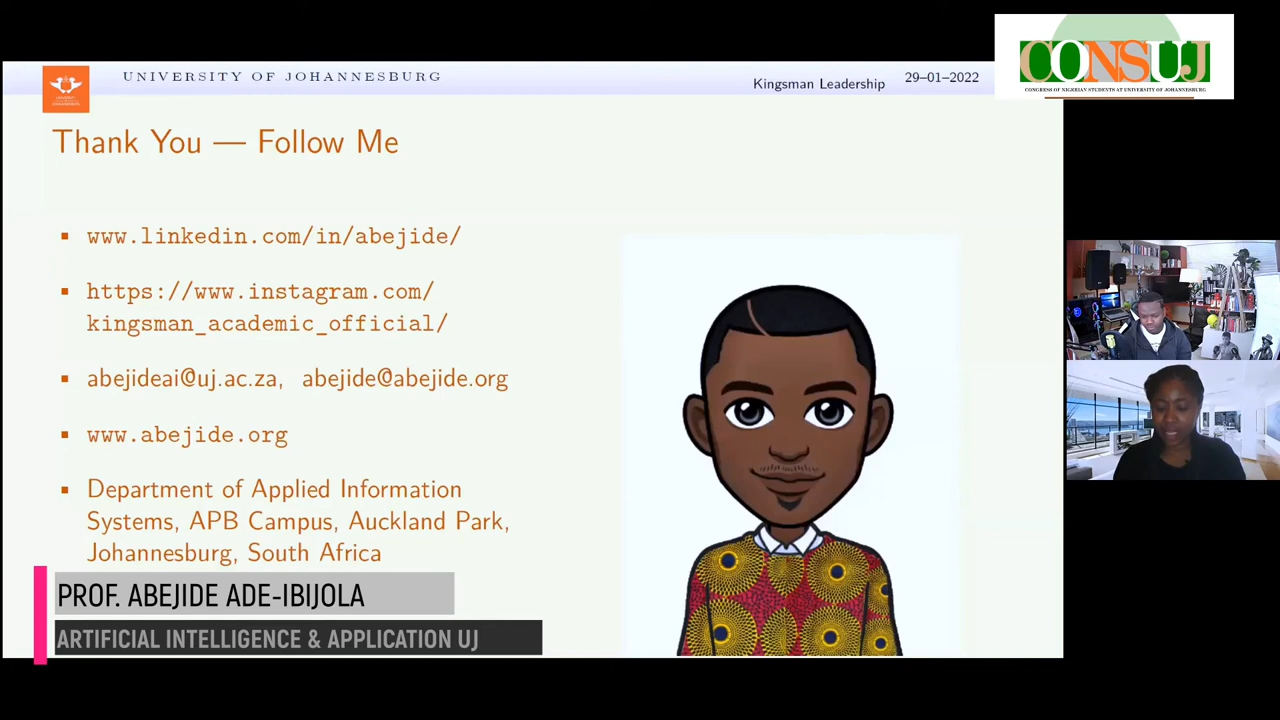 UNIVERSITY OF JOHANNESBURG
Kingsman Leadership
29–01–2022
CONSUJ
CONGRESS OF NIGERIAN STUDENTS AT UNIVERSITY OF JOHANNESBURG
Thank You — Follow Me
www.linkedin.com/in/abejide/
https://www.instagram.com/
kingsman_academic_official/
abejideai@uj.ac.za, abejide@abejide.org
www.abejide.org
Department of Applied Information
Systems, APB Campus, Auckland Park,
Johannesburg, South Africa
PROF. ABEJIDE ADE-IBIJOLA
ARTIFICIAL INTELLIGENCE & APPLICATION UJ